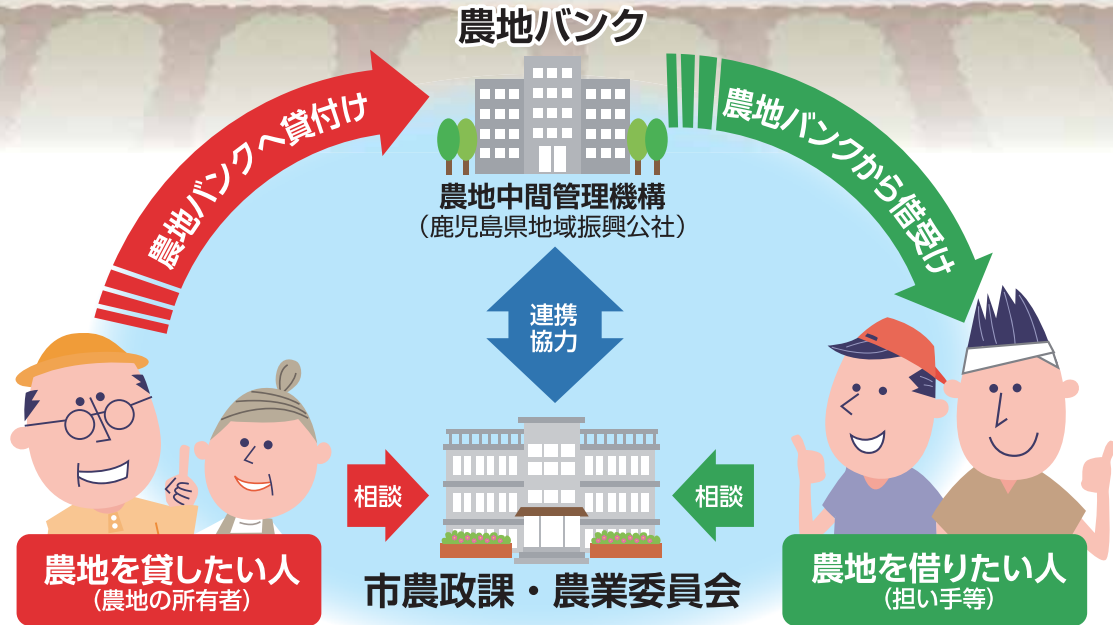 農地バンク
農地バンクへ貸付け
農地バンクから借受け
農地中間管理機構
（鹿児島県地域振興公社）
連携
協力
相談
相談
農地を貸したい人
（農地の所有者）
市農政課・農業委員会
農地を借りたい人
（担い手等）